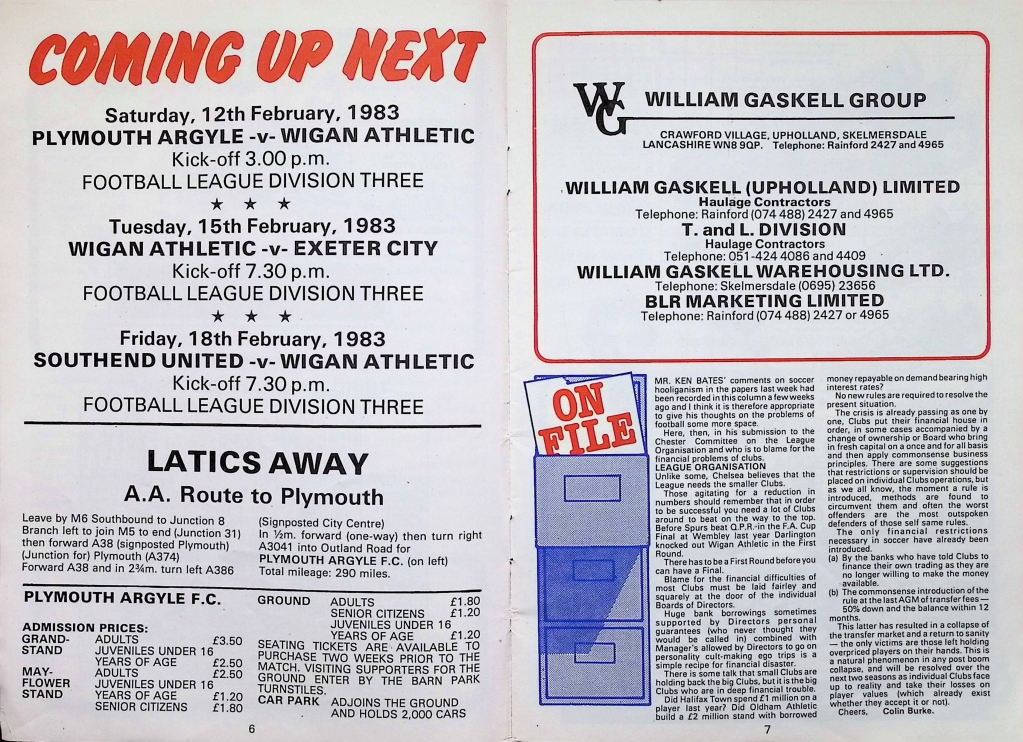 COMING UP NEXT
Saturday, 12th February, 1983
PLYMOUTH ARGYLE -v- WIGAN ATHLETIC
Kick-off 3.00 p.m.
FOOTBALL LEAGUE DIVISION THREE
★ ★ ★
Tuesday, 15th February, 1983
WIGAN ATHLETIC -v- EXETER CITY
Kick-off 7.30 p.m.
FOOTBALL LEAGUE DIVISION THREE
★ ★ ★
Friday, 18th February, 1983
SOUTHEND UNITED -v- WIGAN ATHLETIC
Kick-off 7.30 p.m.
FOOTBALL LEAGUE DIVISION THREE
LATICS AWAY
A.A. Route to Plymouth
Leave by M6 Southbound to Junction 8
Branch left to join M5 to end (Junction 31)
then forward A38 (signposted Plymouth)
(Junction for) Plymouth (A374)
Forward A38 and in 2¾m. turn left A386
(Signposted City Centre)
In ½m. forward (one-way) then turn right
A3041 into Outland Road for
PLYMOUTH ARGYLE F.C. (on left)
Total mileage: 290 miles.
PLYMOUTH ARGYLE F.C.
ADMISSION PRICES:
GRAND- ADULTS £3.50
STAND JUVENILES UNDER 16
YEARS OF AGE £2.50
MAY- ADULTS £2.50
FLOWER JUVENILES UNDER 16
STAND YEARS OF AGE £1.20
SENIOR CITIZENS £1.80
GROUND ADULTS £1.80
SENIOR CITIZENS £1.20
JUVENILES UNDER 16
YEARS OF AGE £1.20
SEATING TICKETS ARE AVAILABLE TO
PURCHASE TWO WEEKS PRIOR TO THE
MATCH. VISITING SUPPORTERS FOR THE
GROUND ENTER BY THE BARN PARK
TURNSTILES.
CAR PARK ADJOINS THE GROUND
AND HOLDS 2,000 CARS
6
WG WILLIAM GASKELL GROUP
CRAWFORD VILLAGE, UPHOLLAND, SKELMERSDALE
LANCASHIRE WN8 9QP. Telephone: Rainford 2427 and 4965
WILLIAM GASKELL (UPHOLLAND) LIMITED
Haulage Contractors
Telephone: Rainford (074 488) 2427 and 4965
T. and L. DIVISION
Haulage Contractors
Telephone: 051-424 4086 and 4409
WILLIAM GASKELL WAREHOUSING LTD.
Telephone: Skelmersdale (0695) 23656
BLR MARKETING LIMITED
Telephone: Rainford (074 488) 2427 or 4965
ON
FILE
MR. KEN BATES' comments on soccer
hooliganism in the papers last week had
been recorded in this column a few weeks
ago and I think it is therefore appropriate
to give his thoughts on the problems of
football some more space.
Here, then, in his submission to the
Chester Committee on the League
Organisation and who is to blame for the
financial problems of clubs.
LEAGUE ORGANISATION
Unlike some, Chelsea believes that the
League needs the smaller Clubs.
Those agitating for a reduction in
numbers should remember that in order
to be successful you need a lot of Clubs
around to beat on the way to the top.
Before Spurs beat Q.P.R. in the F.A. Cup
Final at Wembley last year Darlington
knocked out Wigan Athletic in the First
Round.
There has to be a First Round before you
can have a Final.
Blame for the financial difficulties of
most Clubs must be laid fairly and
squarely at the door of the individual
Boards of Directors.
Huge bank borrowings sometimes
supported by Directors personal
guarantees (who never thought they
would be called in) combined with
Manager's allowed by Directors to go on
personality cult-making ego trips is a
simple recipe for financial disaster.
There is some talk that small Clubs are
holding back the big Clubs, but it is the big
Clubs who are in deep financial trouble.
Did Halifax Town spend £1 million on a
player last year? Did Oldham Athletic
build a £2 million stand with borrowed
money repayable on demand bearing high
interest rates?
No new rules are required to resolve the
present situation.
The crisis is already passing as one by
one, Clubs put their financial house in
order, in some cases accompanied by a
change of ownership or Board who bring
in fresh capital on a once and for all basis
and then apply commonsense business
principles. There are some suggestions
that restrictions or supervision should be
placed on individual Clubs operations, but
as we all know, the moment a rule is
introduced, methods are found to
circumvent them and often the worst
offenders are the most outspoken
defenders of those self same rules.
The only financial restrictions
necessary in soccer have already been
introduced.
(a) By the banks who have told Clubs to
finance their own trading as they are
no longer willing to make the money
available.
(b) The commonsense introduction of the
rule at the last AGM of transfer fees —
50% down and the balance within 12
months.
This latter has resulted in a collapse of
the transfer market and a return to sanity
— the only victims are those left holding
overpriced players on their hands. This is
a natural phenomenon in any post boom
collapse, and will be resolved over the
next two seasons as individual Clubs face
up to reality and take their losses on
player values (which already exist
whether they accept it or not).
Cheers, Colin Burke.
7